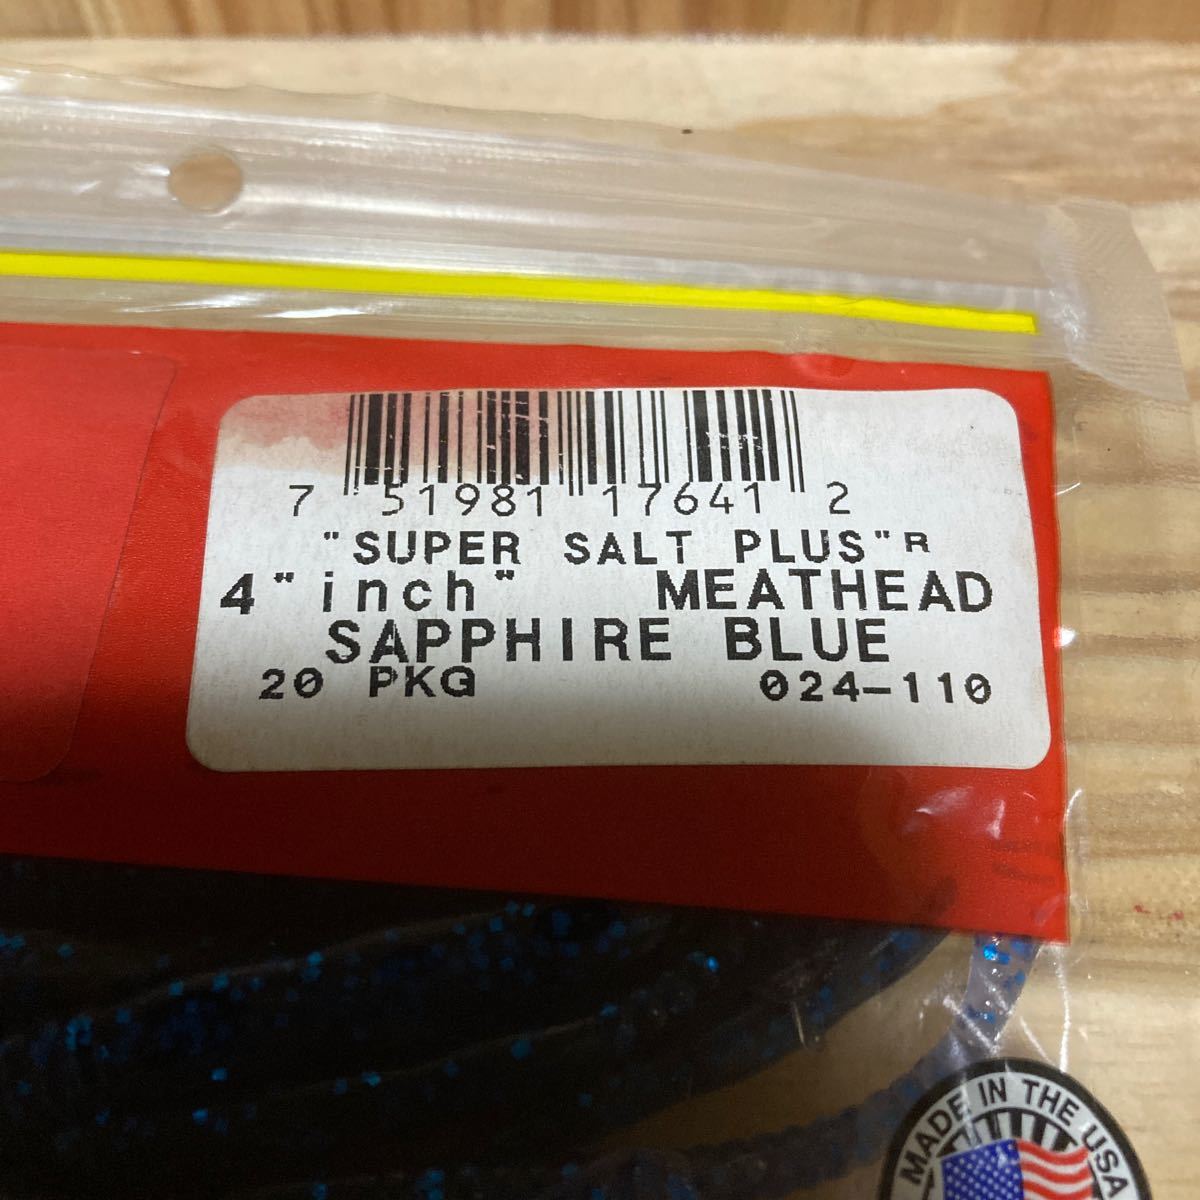 7 51981 17641 2
"SUPER SALT PLUS"R
4"inch" MEATHEAD
SAPPHIRE BLUE
20 PKG 024-110
MADE IN THE USA